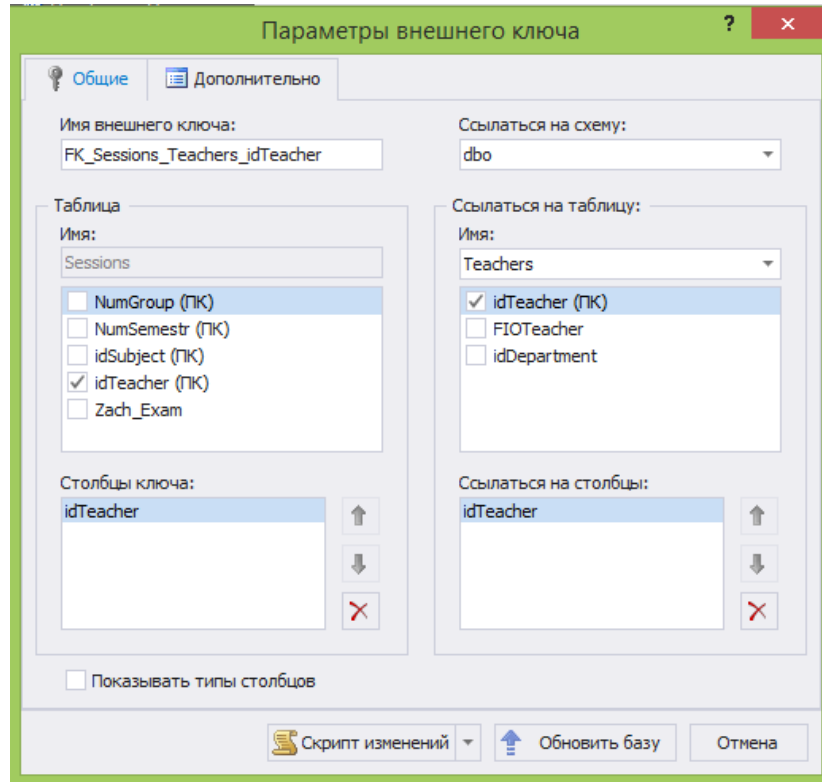 Параметры внешнего ключа
?
Общие
Дополнительно
Имя внешнего ключа:
FK_Sessions_Teachers_idTeacher
Ссылаться на схему:
dbo
Таблица
Имя:
Sessions
NumGroup (ПК)
NumSemestr (ПК)
idSubject (ПК)
idTeacher (ПК)
Zach_Exam
Столбцы ключа:
idTeacher
Ссылаться на таблицу:
Имя:
Teachers
idTeacher (ПК)
FIOTeacher
idDepartment
Ссылаться на столбцы:
idTeacher
Показывать типы столбцов
Скрипт изменений
Обновить базу
Отмена